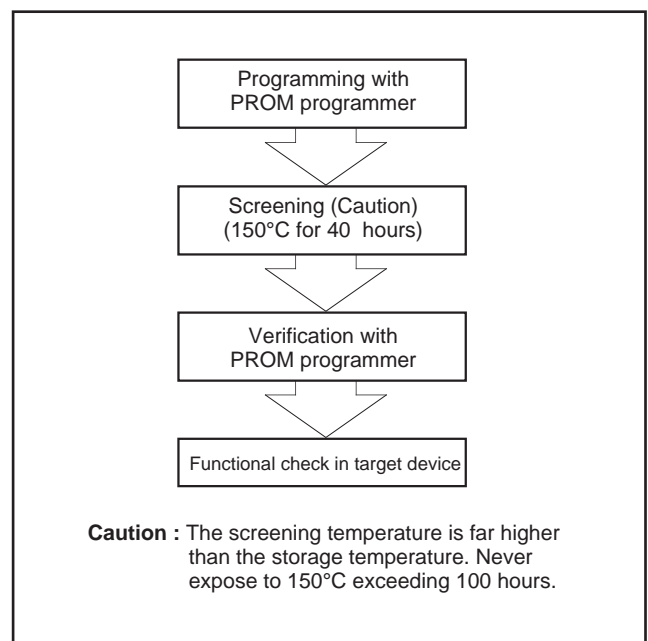 Programming with
PROM programmer
Screening (Caution)
(150°C for 40 hours)
Verification with
PROM programmer
Functional check in target device
Caution : The screening temperature is far higher
than the storage temperature. Never
expose to 150°C exceeding 100 hours.